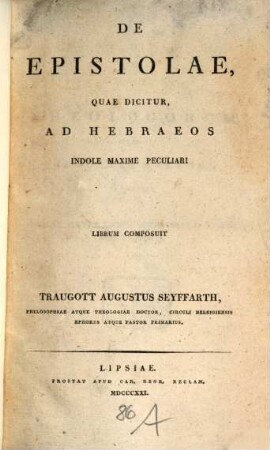 DE
EPISTOLAE,
QUAE DICITUR,
AD HEBRAEOS
INDOLE MAXIME PECULIARI
LIBRUM COMPOSUIT
TRAUGOTT AUGUSTUS SEYFFARTH,
PHILOSOPHIAE ATQUE THEOLOGIAE DOCTOR, CIRCULI BELZIGIENSIS
EPHORUS ATQUE PASTOR PRIMARIUS.
LIPSIAE.
PROSTAT APUD CAR. GEOR. RECLAM,
MDCCCXXI.
86 A